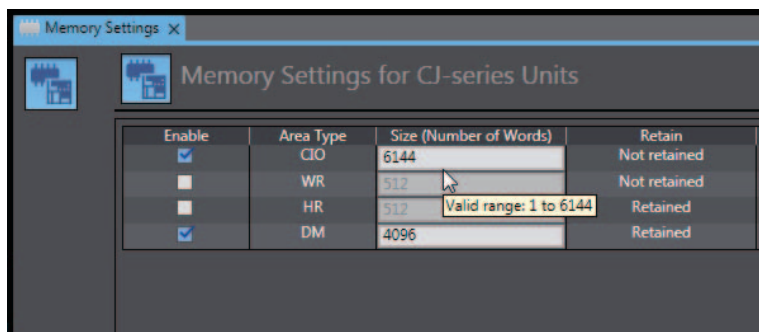 Memory Settings X
Memory Settings for CJ-series Units
Enable Area Type Size (Number of Words) Retain
CIO 6144 Not retained
WR 512 Not retained
HR 512 Retained
Valid range: 1 to 6144
DM 4096 Retained